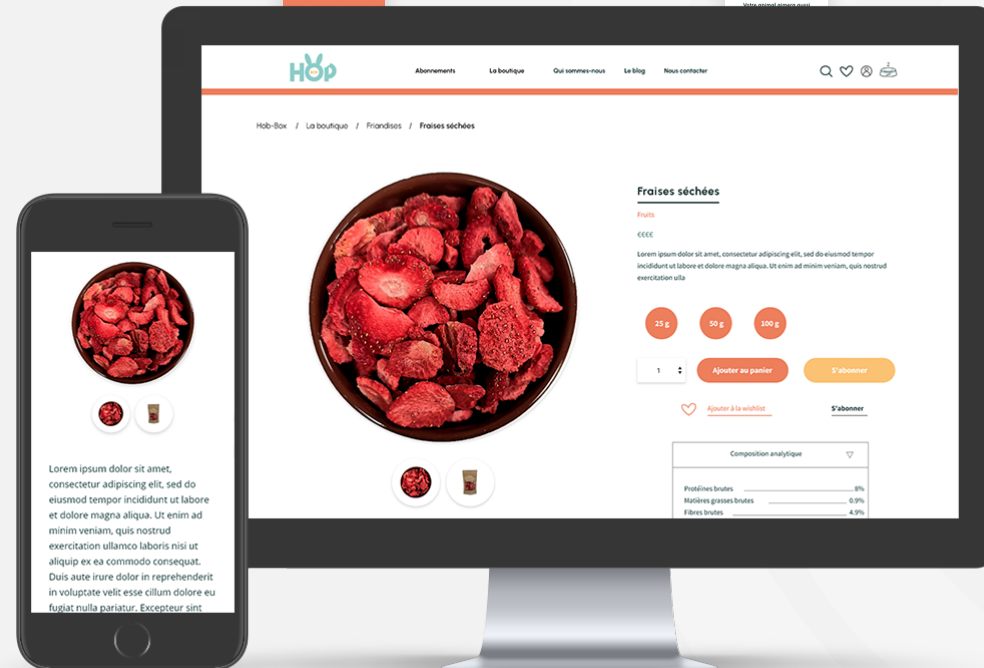 Votre animal aimera aussi
HOP
Abonnements La boutique Qui sommes-nous Le blog Nous contacter
2
Hob-Box / La boutique / Friandises / Fraises séchées
Fraises séchées
Fruits
€€€€
Lorem ipsum dolor sit amet, consectetur adipiscing elit, sed do eiusmod tempor
incididunt ut labore et dolore magna aliqua. Ut enim ad minim veniam, quis nostrud
exercitation ulla
25 g 50 g 100 g
1 Ajouter au panier S'abonner
Ajouter à la wishlist S'abonner
Composition analytique
Protéines brutes 8%
Matières grasses brutes 0.9%
Fibres brutes 4.9%
Lorem ipsum dolor sit amet,
consectetur adipiscing elit, sed do
eiusmod tempor incididunt ut labore
et dolore magna aliqua. Ut enim ad
minim veniam, quis nostrud
exercitation ullamco laboris nisi ut
aliquip ex ea commodo consequat.
Duis aute irure dolor in reprehenderit
in voluptate velit esse cillum dolore eu
fugiat nulla pariatur. Excepteur sint